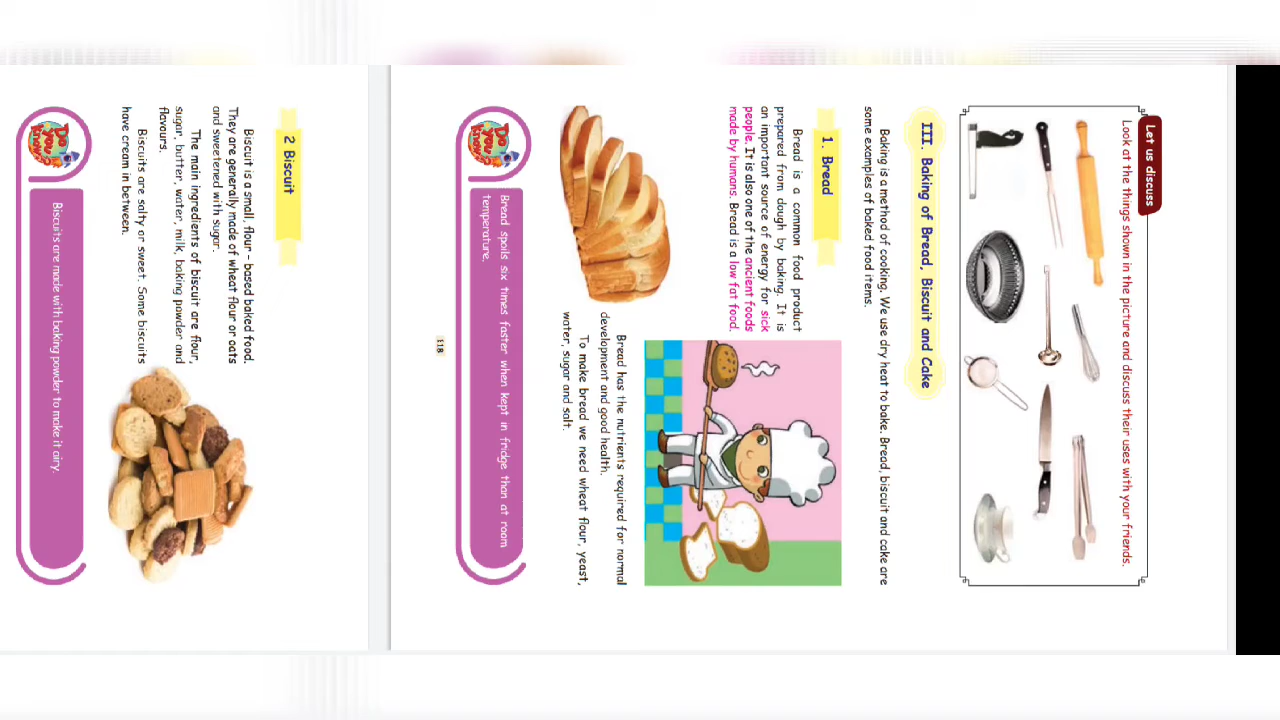 Let us discuss
Look at the things shown in the picture and discuss their uses with your friends.
III. Baking of Bread, Biscuit and Cake
Baking is a method of cooking. We use dry heat to bake. Bread, biscuit and cake are
some examples of baked food items.
1. Bread
Bread is a common food product
prepared from dough by baking. It is
an important source of energy for sick
people. It is also one of the ancient foods
made by humans. Bread is a low fat food.
Bread has the nutrients required for normal
development and good health.
To make bread we need wheat flour, yeast,
water, sugar and salt.
Do you know?
Bread spoils six times faster when kept in fridge than at room
temperature.
118
2 Biscuit
Biscuit is a small, flour - based baked food.
They are generally made of wheat flour or oats
and sweetened with sugar.
The main ingredients of biscuit are flour,
sugar, butter, water, milk, baking powder and
flavours.
Biscuits are salty or sweet. Some biscuits
have cream in between.
Do you know?
Biscuits are made with baking powder to make it airy.